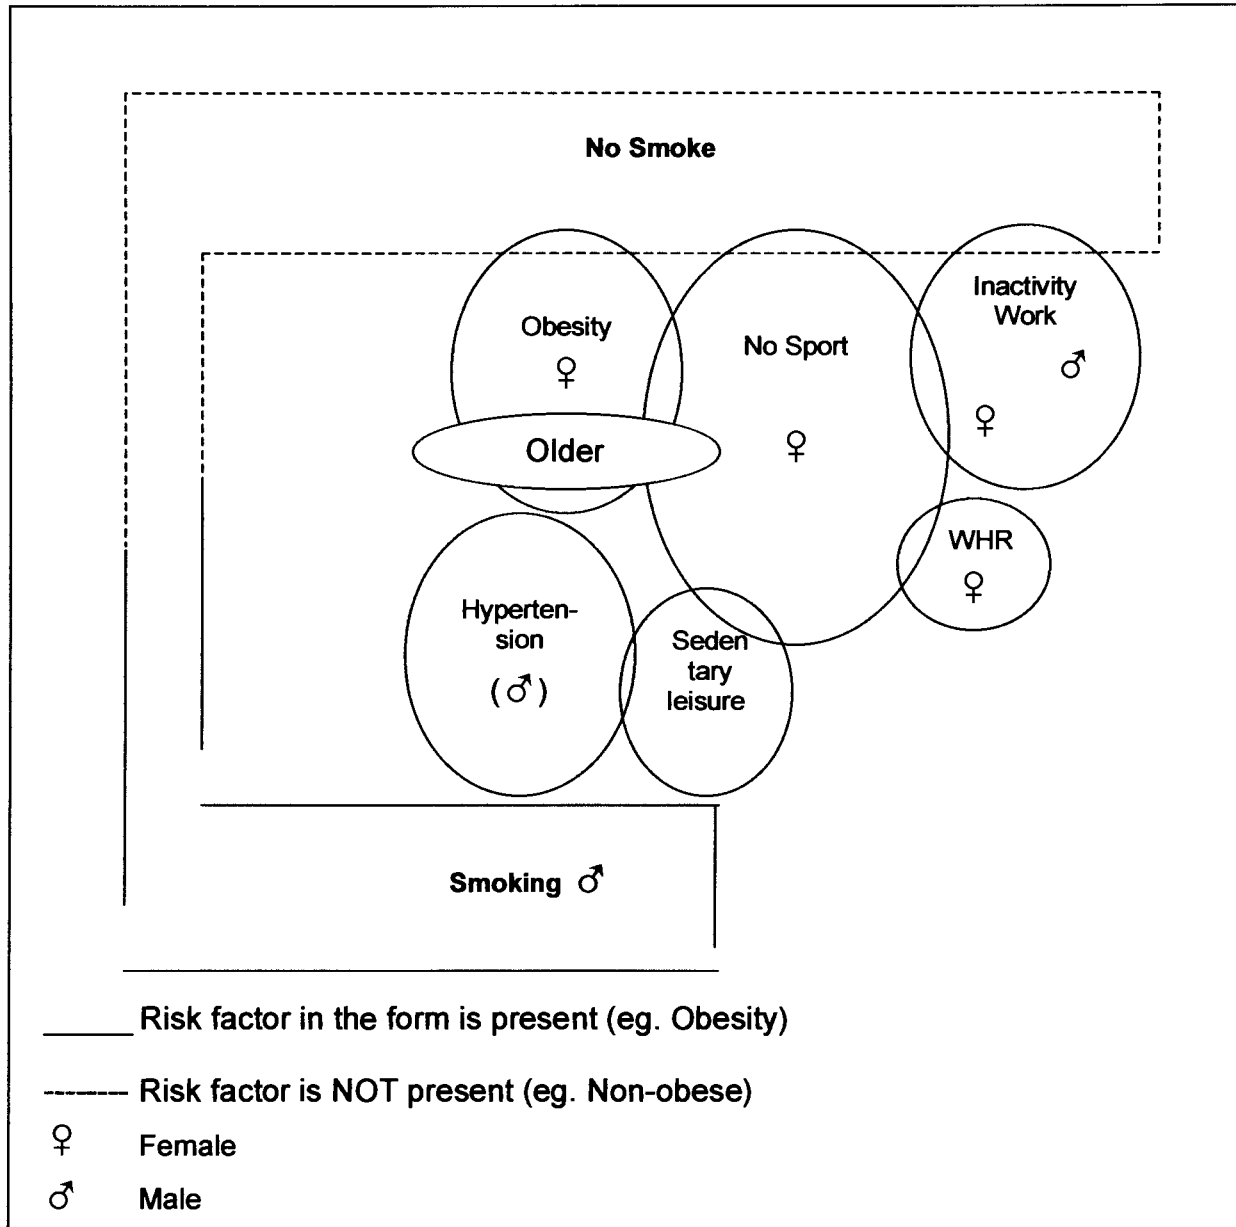 No Smoke
Inactivity
Work
♂
♀
Obesity
♀
No Sport
♀
Older
WHR
♀
Hyperten-
sion
(♂)
Seden
tary
leisure
Smoking ♂
Risk factor in the form is present (eg. Obesity)
Risk factor is NOT present (eg. Non-obese)
♀ Female
♂ Male